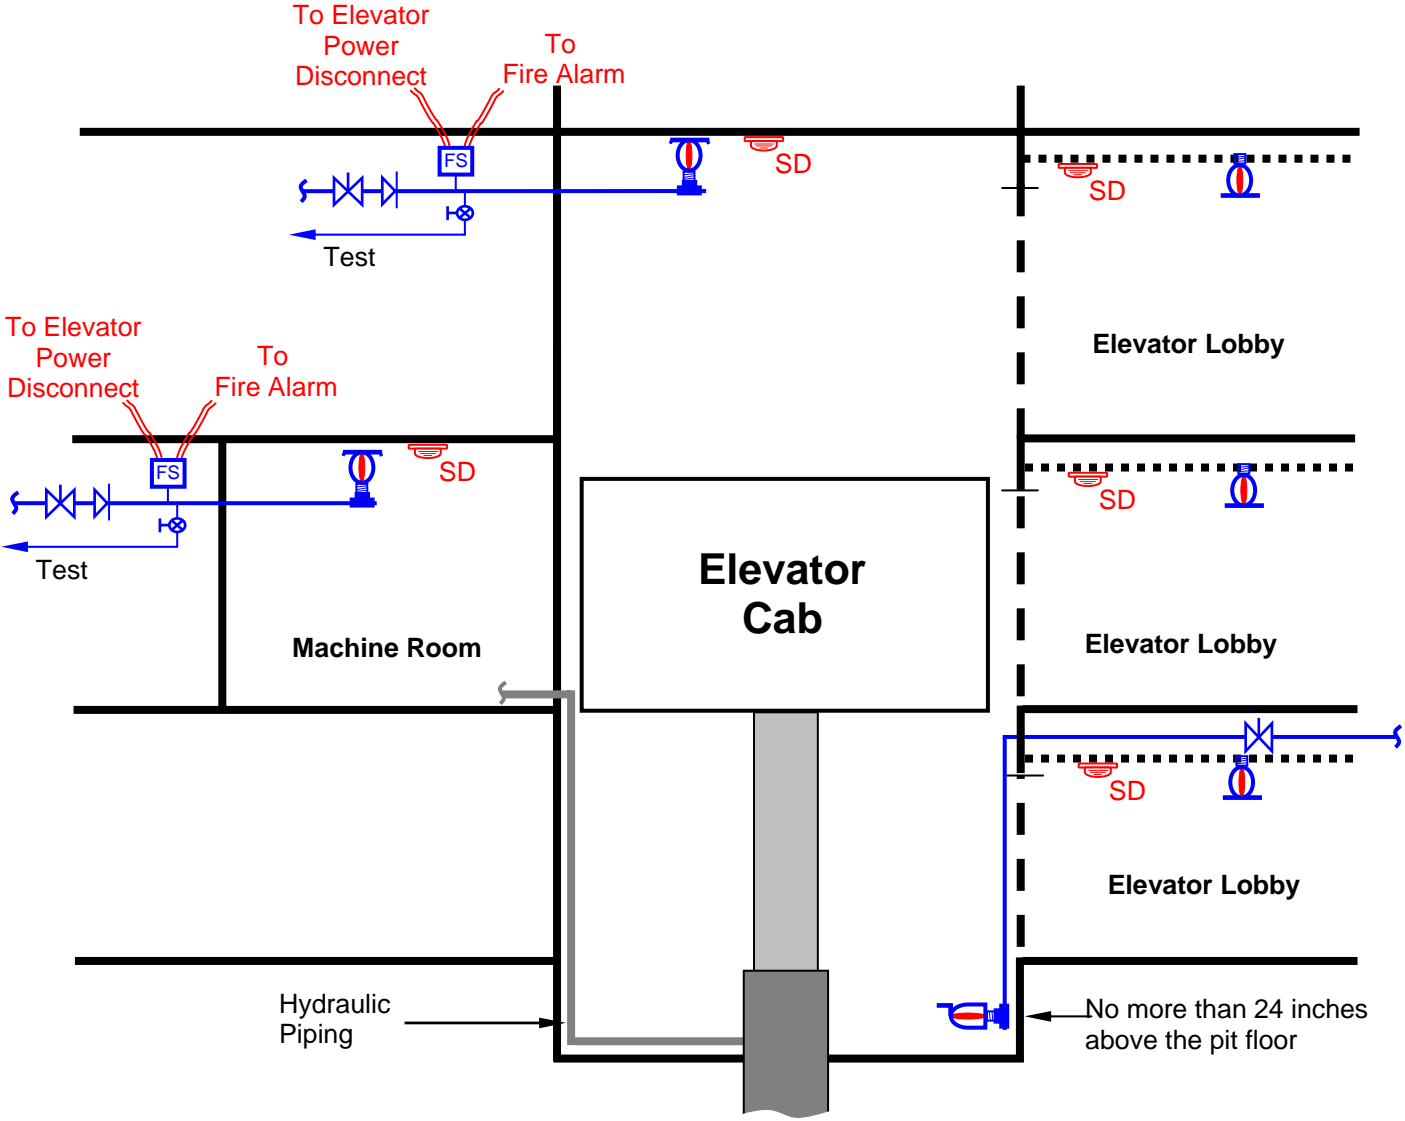 To Elevator
Power
Disconnect
To
Fire Alarm
FS
SD
SD
Test
To Elevator
Power
Disconnect
To
Fire Alarm
Elevator Lobby
FS
SD
SD
Test
Elevator
Cab
Machine Room
Elevator Lobby
SD
Elevator Lobby
Hydraulic
Piping
No more than 24 inches
above the pit floor